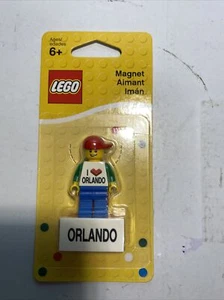 6+
LEGO
Magnet
Aimant
Imán
I ❤
ORLANDO
ORLANDO